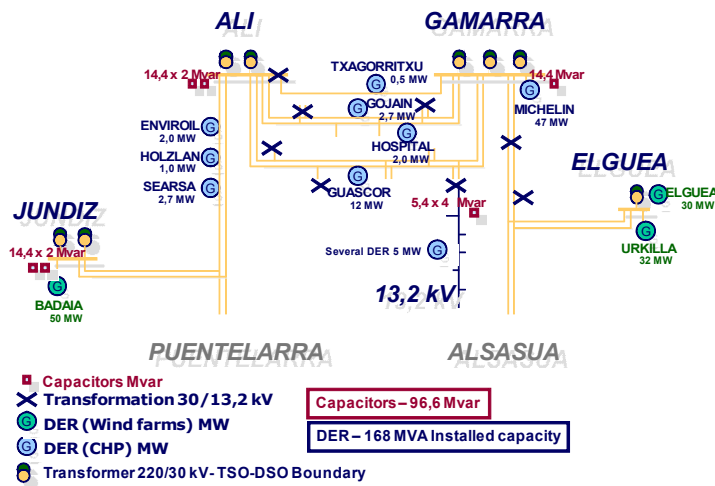 ALI
GAMARRA
TXAGORRITXU
0,5 MW
14,4 x 2 Mvar
14,4 Mvar
GOJAIN
2,7 MW
MICHELIN
47 MW
ENVIROIL
2,0 MW
HOSPITAL
2,0 MW
HOLZLAN
1,0 MW
ELGUEA
SEARSA
2,7 MW
GUASCOR
12 MW
5,4 x 4 Mvar
ELGUEA
30 MW
JUNDIZ
URKILLA
32 MW
14,4 x 2 Mvar
Several DER 5 MW
BADAIA
50 MW
13,2 kV
PUENTELARRA
ALSASUA
Capacitors Mvar
Transformation 30/13,2 kV
DER (Wind farms) MW
DER (CHP) MW
Transformer 220/30 kV- TSO-DSO Boundary
Capacitors – 96,6 Mvar
DER – 168 MVA Installed capacity
G
G
G
G
G
G
G
G
G
G
G
G
G
G